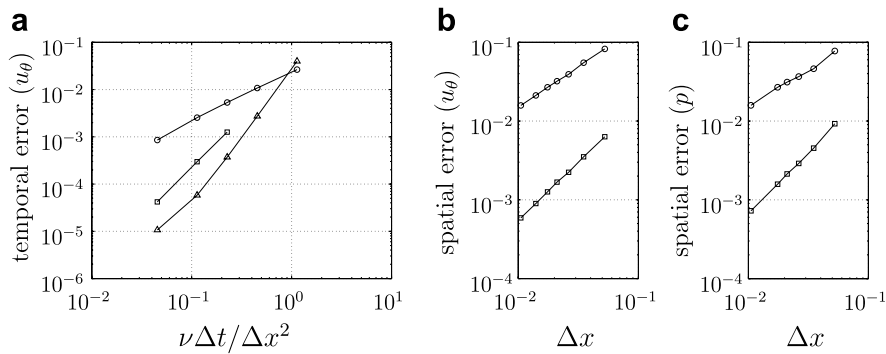 a
temporal error (u_θ)
10^−1
10^−2
10^−3
10^−4
10^−5
10^−6
10^−2
10^−1
10^0
10^1
νΔt/Δx^2
b
spatial error (u_θ)
10^−1
10^−2
10^−3
10^−4
10^−2
10^−1
Δx
c
spatial error (p)
10^−1
10^−2
10^−3
10^−4
10^−2
10^−1
Δx